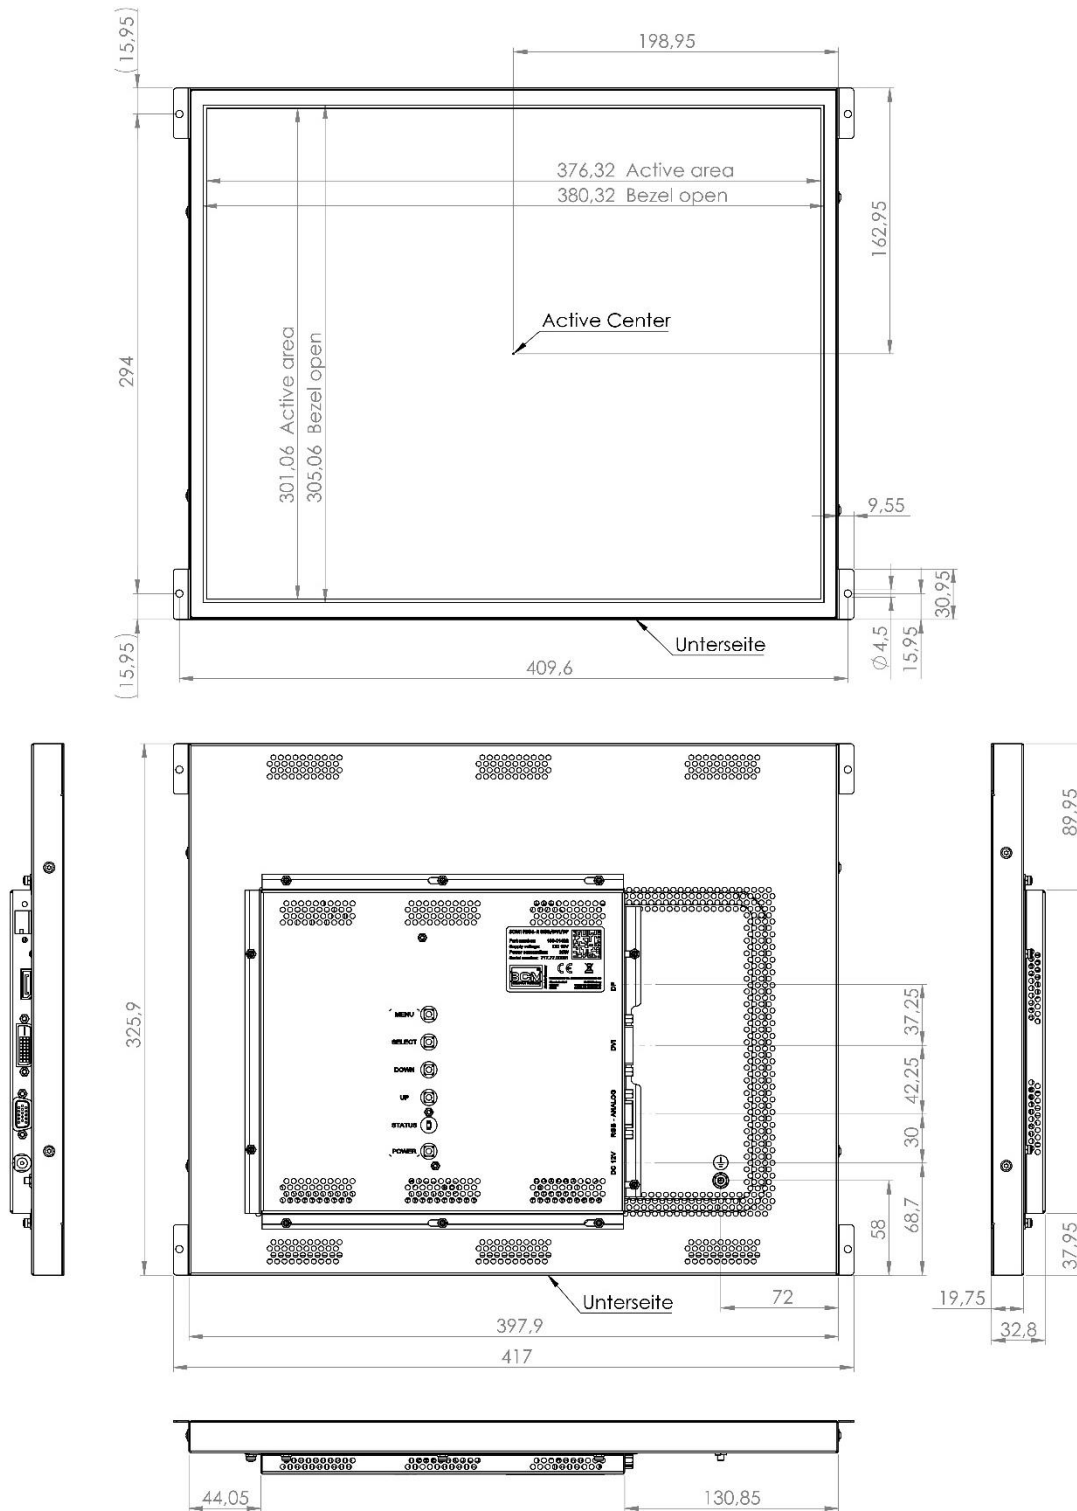 (15,95)
198,95
376,32 Active area
380,32 Bezel open
162,95
Active Center
294
301,06 Active area
305,06 Bezel open
9,55
30,95
15,95
Ø 4,5
(15,95)
Unterseite
409,6
89,95
325,9
MENU
SELECT
DOWN
UP
STATUS
POWER
CE
DP
DVI
RGB - ANALOG
DC 12V
37,25
42,25
30
68,7
58
72
Unterseite
397,9
417
37,95
19,75
32,8
44,05
130,85